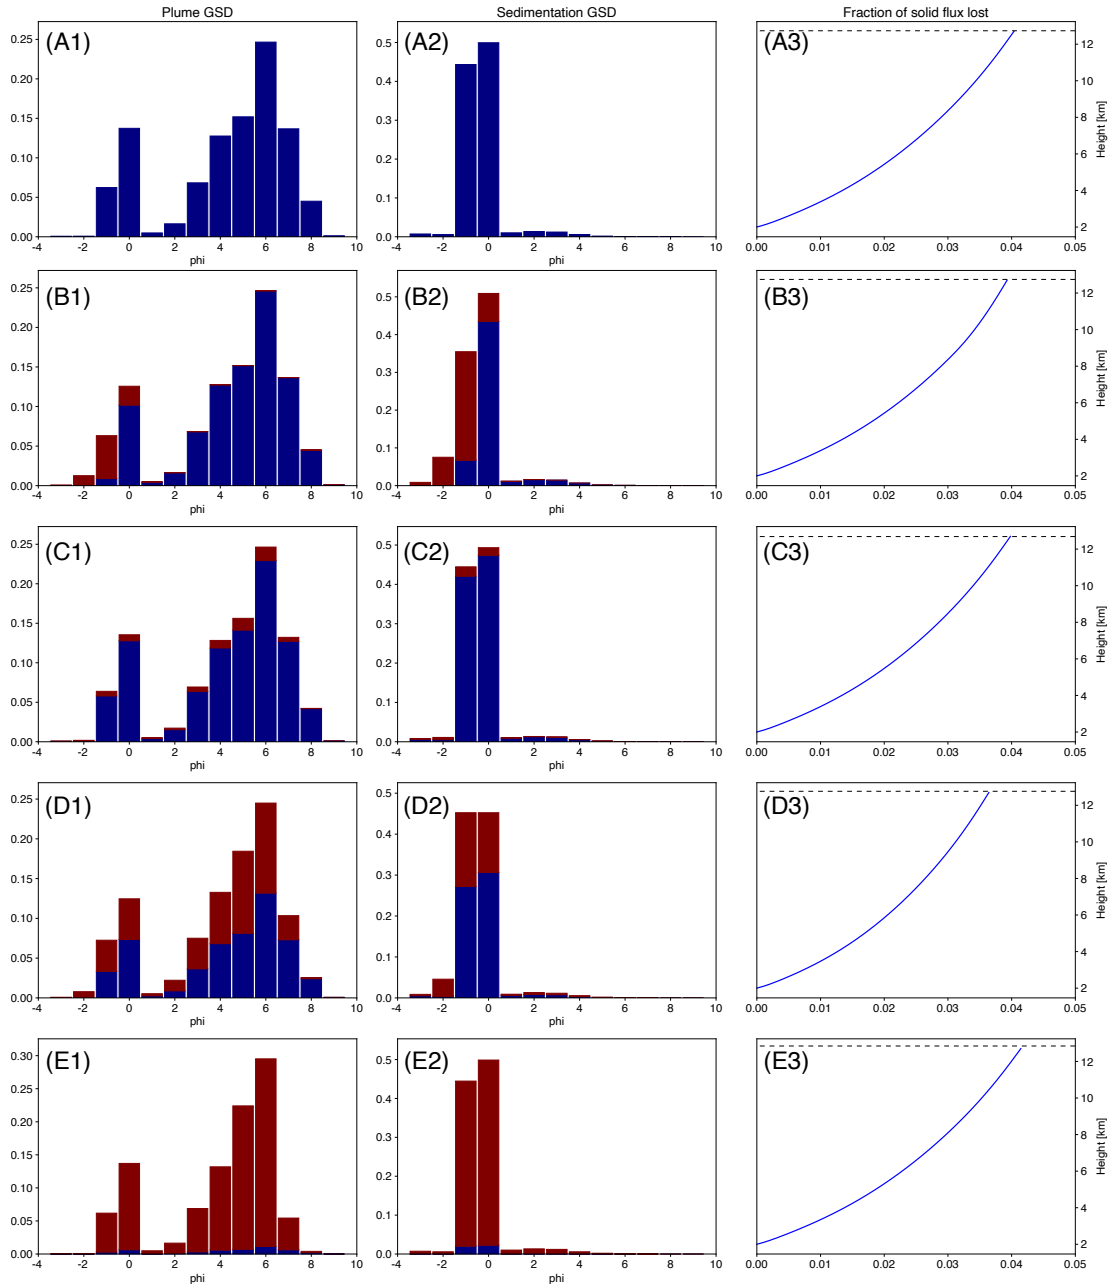 Plume GSD
Sedimentation GSD
Fraction of solid flux lost
(A1)
0.25
0.20
0.15
0.10
0.05
0.00
-4 -2 0 2 4 6 8 10
phi
(A2)
0.5
0.4
0.3
0.2
0.1
0.0
-4 -2 0 2 4 6 8 10
phi
(A3)
12
10
8
6
4
2
Height [km]
0.00 0.01 0.02 0.03 0.04 0.05
(B1)
0.25
0.20
0.15
0.10
0.05
0.00
-4 -2 0 2 4 6 8 10
phi
(B2)
0.5
0.4
0.3
0.2
0.1
0.0
-4 -2 0 2 4 6 8 10
phi
(B3)
12
10
8
6
4
2
Height [km]
0.00 0.01 0.02 0.03 0.04 0.05
(C1)
0.25
0.20
0.15
0.10
0.05
0.00
-4 -2 0 2 4 6 8 10
phi
(C2)
0.5
0.4
0.3
0.2
0.1
0.0
-4 -2 0 2 4 6 8 10
phi
(C3)
12
10
8
6
4
2
Height [km]
0.00 0.01 0.02 0.03 0.04 0.05
(D1)
0.25
0.20
0.15
0.10
0.05
0.00
-4 -2 0 2 4 6 8 10
phi
(D2)
0.5
0.4
0.3
0.2
0.1
0.0
-4 -2 0 2 4 6 8 10
phi
(D3)
12
10
8
6
4
2
Height [km]
0.00 0.01 0.02 0.03 0.04 0.05
(E1)
0.30
0.25
0.20
0.15
0.10
0.05
0.00
-4 -2 0 2 4 6 8 10
phi
(E2)
0.5
0.4
0.3
0.2
0.1
0.0
-4 -2 0 2 4 6 8 10
phi
(E3)
12
10
8
6
4
2
Height [km]
0.00 0.01 0.02 0.03 0.04 0.05